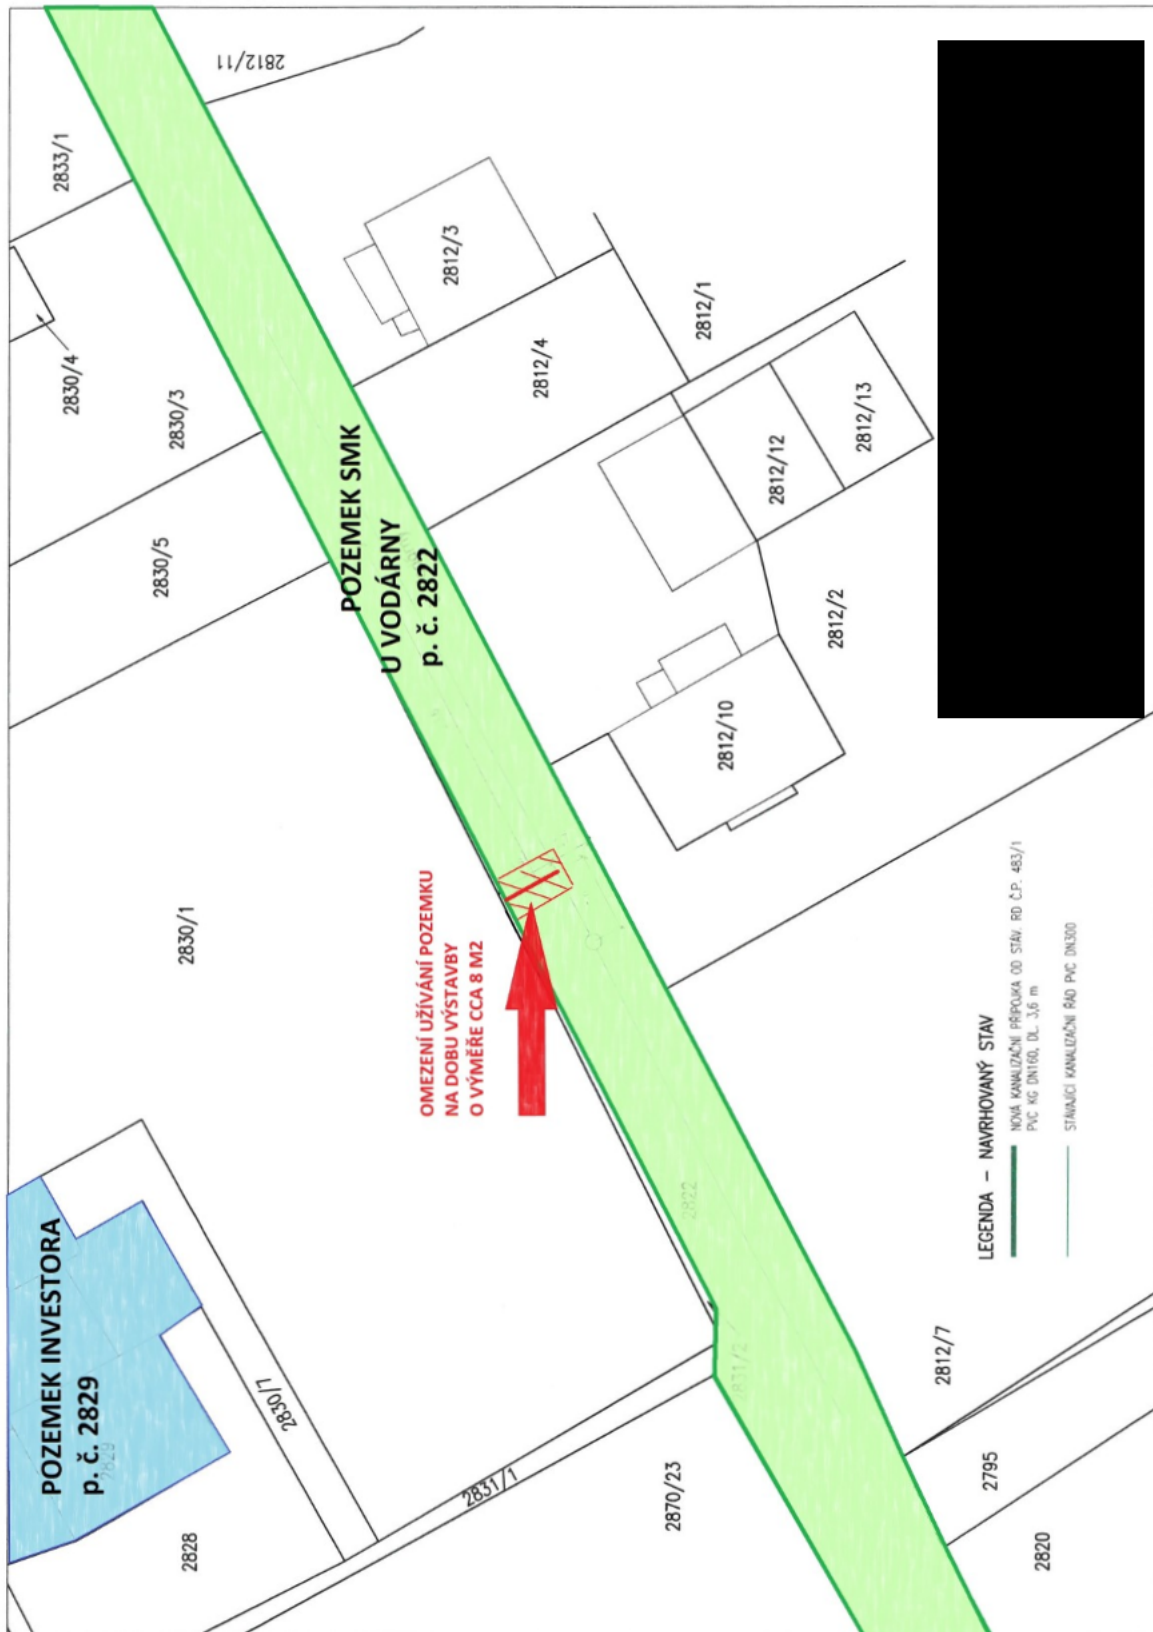 2812/11
2833/1
2830/4
2830/3
2830/5
2812/3
2812/4
2812/1
2812/12
2812/13
2812/2
2812/10
POZEMEK SMK
U VODÁRNY
p. č. 2822
2830/1
OMEZENÍ UŽÍVÁNÍ POZEMKU
NA DOBU VÝSTAVBY
O VÝMĚŘE CCA 8 M2
POZEMEK INVESTORA
p. č. 2829
2829
2830/7
2831/1
2828
2870/23
2822
2831/2
2812/7
2795
2820
LEGENDA – NAVRHOVANÝ STAV
NOVÁ KANALIZAČNÍ PŘÍPOJKA OD STÁV. RD Č.P. 483/1
PVC KG DN160, DL. 3,6 m
STÁVAJÍCÍ KANALIZAČNÍ ŘAD PVC DN300